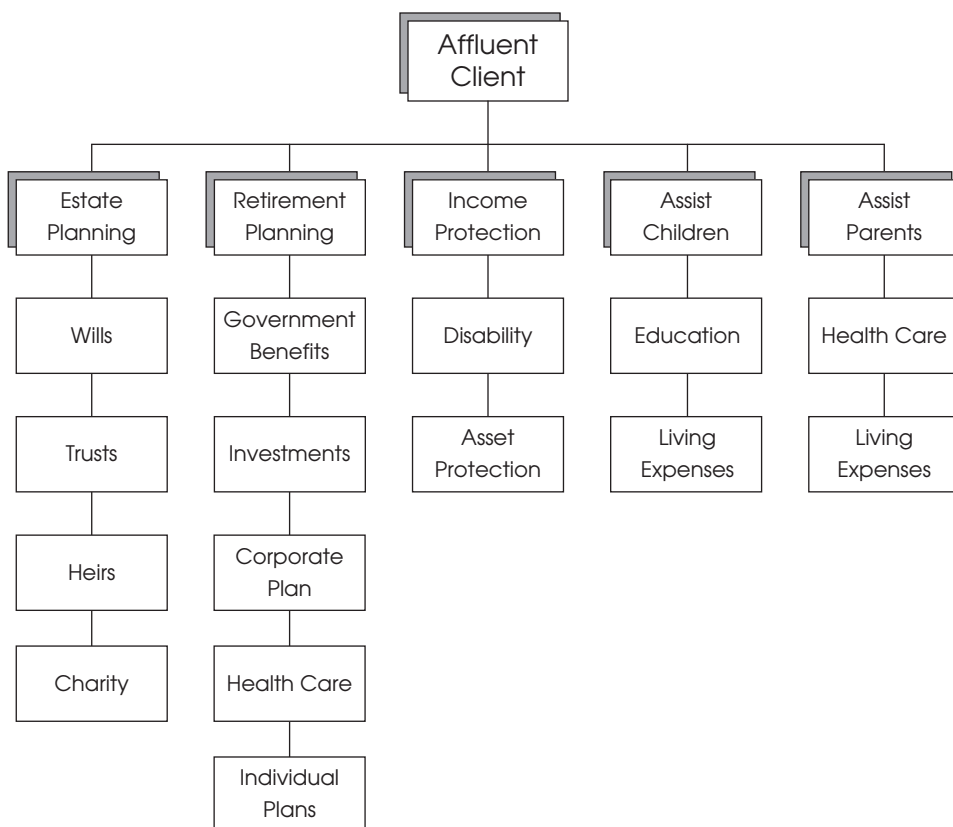 Affluent
Client
Estate
Planning
Wills
Trusts
Heirs
Charity
Retirement
Planning
Government
Benefits
Investments
Corporate
Plan
Health Care
Individual
Plans
Income
Protection
Disability
Asset
Protection
Assist
Children
Education
Living
Expenses
Assist
Parents
Health Care
Living
Expenses